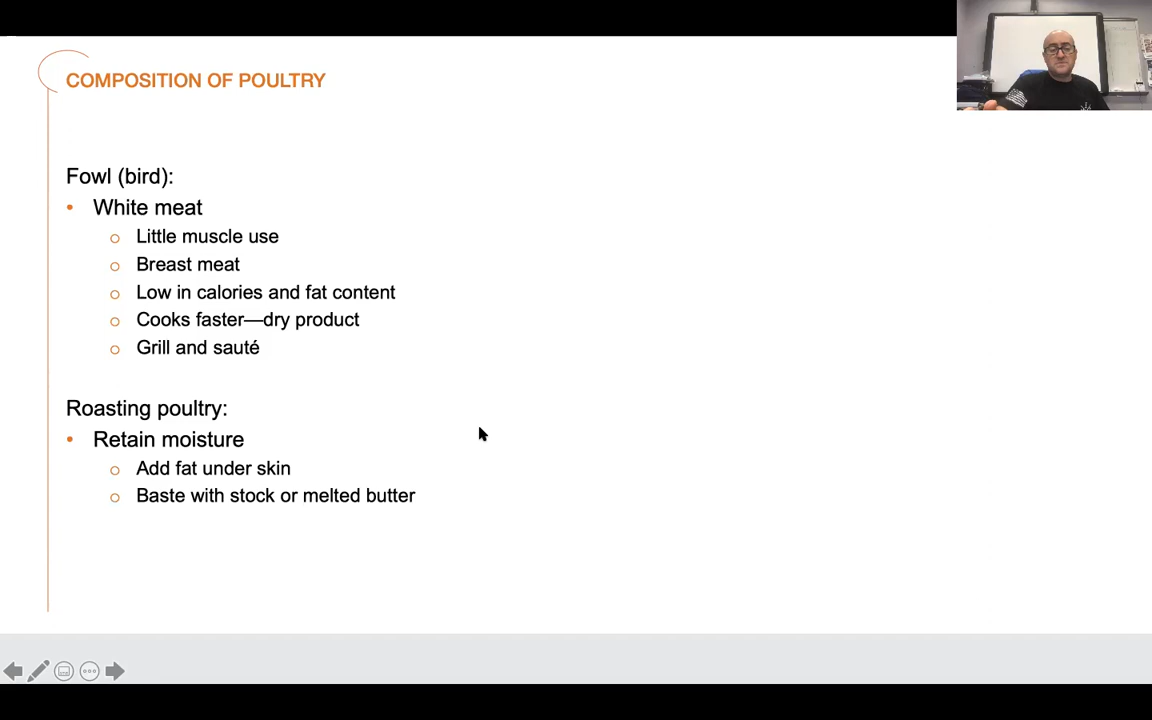 COMPOSITION OF POULTRY
Fowl (bird):
• White meat
o Little muscle use
o Breast meat
o Low in calories and fat content
o Cooks faster—dry product
o Grill and sauté
Roasting poultry:
• Retain moisture
o Add fat under skin
o Baste with stock or melted butter